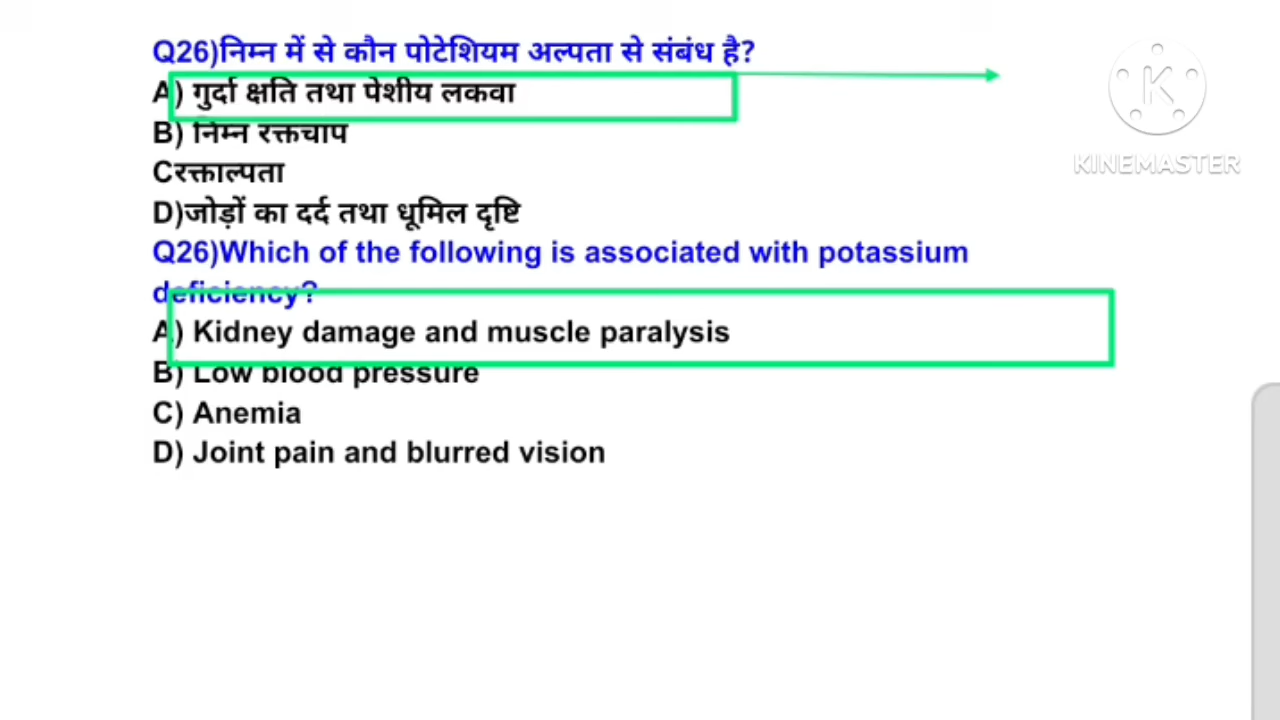 Q26)निम्न में से कौन पोटेशियम अल्पता से संबंध है?
A) गुर्दा क्षति तथा पेशीय लकवा
B) निम्न रक्तचाप
Cरक्ताल्पता
D)जोड़ों का दर्द तथा धूमिल दृष्टि
Q26)Which of the following is associated with potassium
deficiency?
A) Kidney damage and muscle paralysis
B) Low blood pressure
C) Anemia
D) Joint pain and blurred vision
K
KINEMASTER